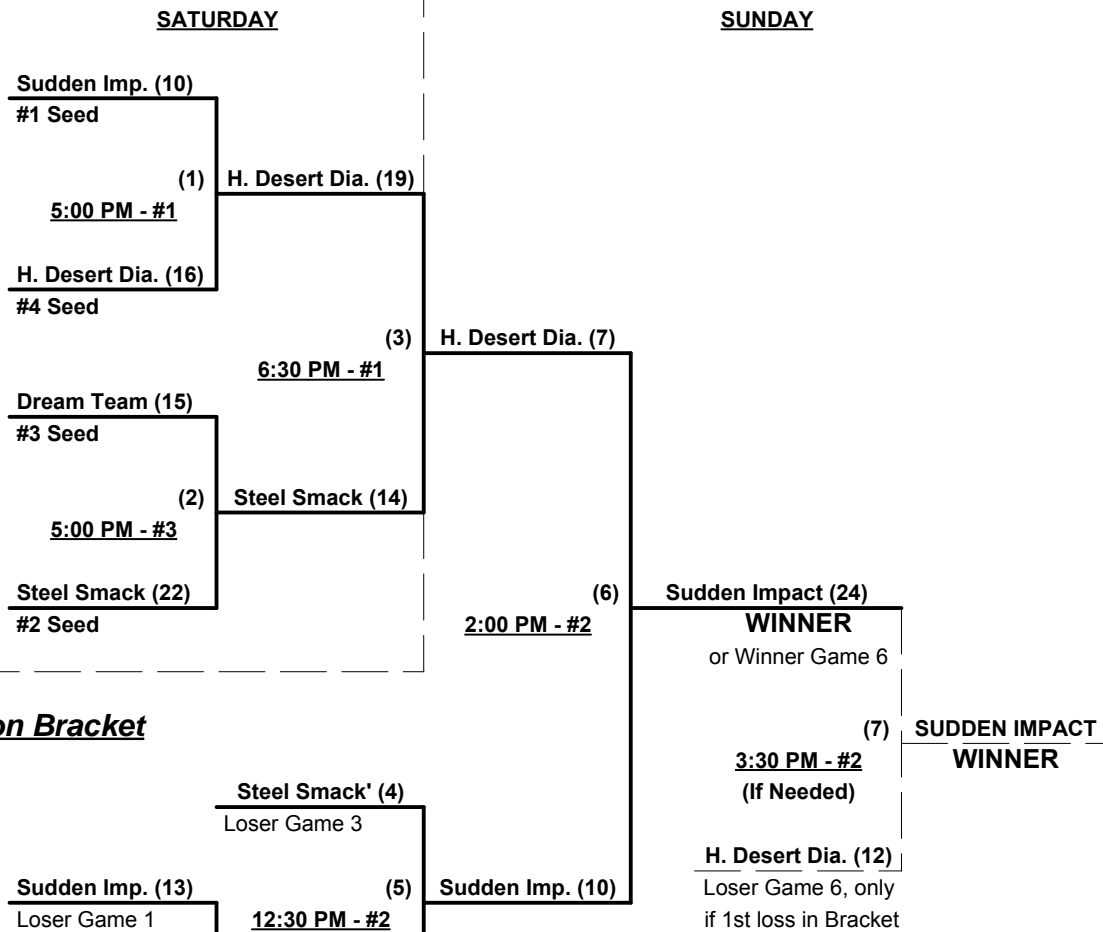 SATURDAY
SUNDAY
Sudden Imp. (10)
#1 Seed
(1)
H. Desert Dia. (19)
5:00 PM - #1
H. Desert Dia. (16)
#4 Seed
(3)
H. Desert Dia. (7)
6:30 PM - #1
Dream Team (15)
#3 Seed
(2)
Steel Smack (14)
5:00 PM - #3
Steel Smack (22)
#2 Seed
(6)
Sudden Impact (24)
2:00 PM - #2
WINNER
or Winner Game 6
on Bracket
(7)
SUDDEN IMPACT
3:30 PM - #2
WINNER
(If Needed)
Steel Smack' (4)
Loser Game 3
H. Desert Dia. (12)
Sudden Imp. (13)
(5)
Sudden Imp. (10)
Loser Game 6, only
Loser Game 1
12:30 PM - #2
if 1st loss in Bracket